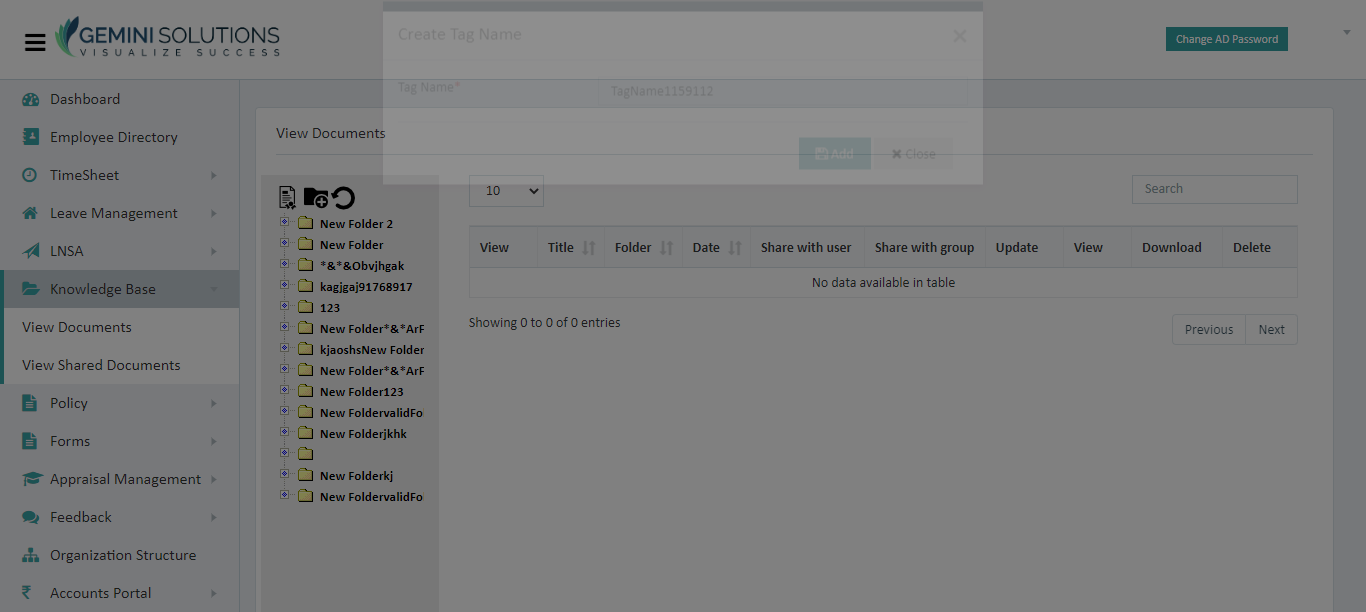 GEMINI SOLUTIONS
VISUALIZE SUCCESS
Create Tag Name
×
Change AD Password
Tag Name*
TagName1159112
Add
Close
Dashboard
Employee Directory
TimeSheet
Leave Management
LNSA
Knowledge Base
View Documents
View Shared Documents
Policy
Forms
Appraisal Management
Feedback
Organization Structure
Accounts Portal
View Documents
New Folder 2
New Folder
*&*&Obvjhgak
kagjgaj91768917
123
New Folder*&*ArF
kjaoshsNew Folder
New Folder*&*ArF
New Folder123
New FoldervalidFo
New Folderjkhk
New Folderkj
New FoldervalidFo
10
Search
View Title Folder Date Share with user Share with group Update View Download Delete
No data available in table
Showing 0 to 0 of 0 entries
Previous Next